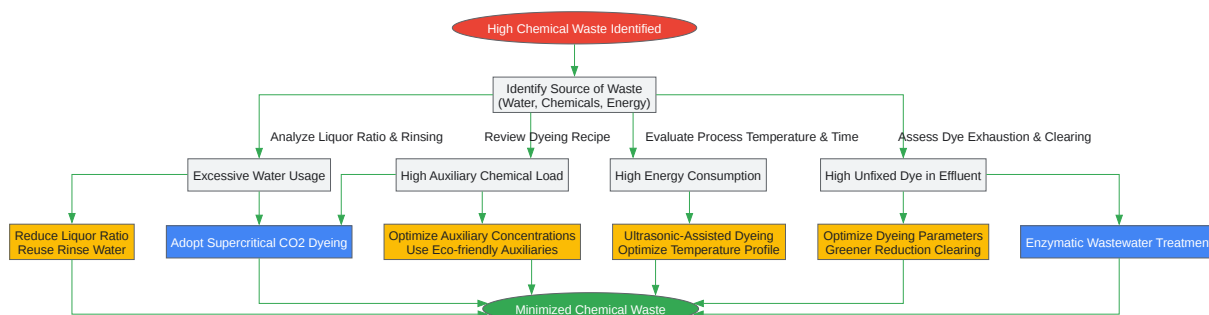 High Chemical Waste Identified
Identify Source of Waste
(Water, Chemicals, Energy)
Analyze Liquor Ratio & Rinsing
Review Dyeing Recipe
Evaluate Process Temperature & Time
Assess Dye Exhaustion & Clearing
Excessive Water Usage
High Auxiliary Chemical Load
High Energy Consumption
High Unfixed Dye in Effluent
Reduce Liquor Ratio
Reuse Rinse Water
Adopt Supercritical CO2 Dyeing
Optimize Auxiliary Concentrations
Use Eco-friendly Auxiliaries
Ultrasonic-Assisted Dyeing
Optimize Temperature Profile
Optimize Dyeing Parameters
Greener Reduction Clearing
Enzymatic Wastewater Treatment
Minimized Chemical Waste